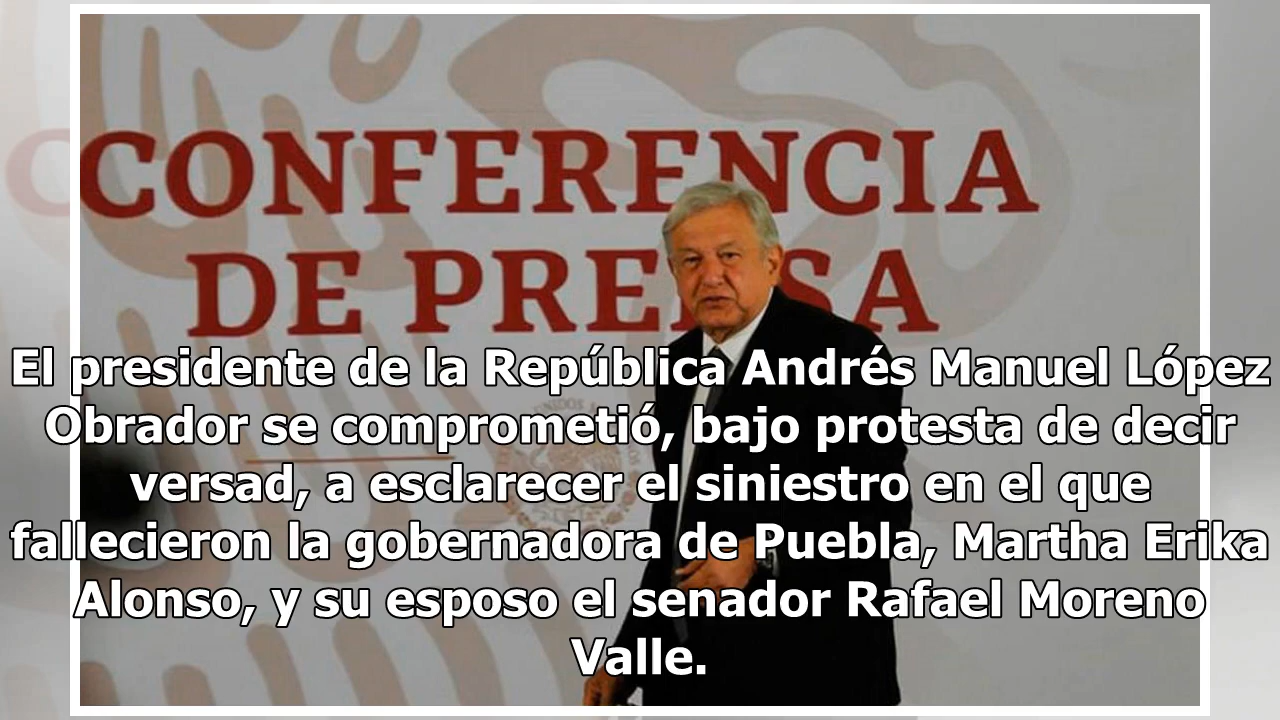 CONFERENCIA
DE PRENSA
El presidente de la República Andrés Manuel López
Obrador se comprometió, bajo protesta de decir
versad, a esclarecer el siniestro en el que
fallecieron la gobernadora de Puebla, Martha Erika
Alonso, y su esposo el senador Rafael Moreno
Valle.